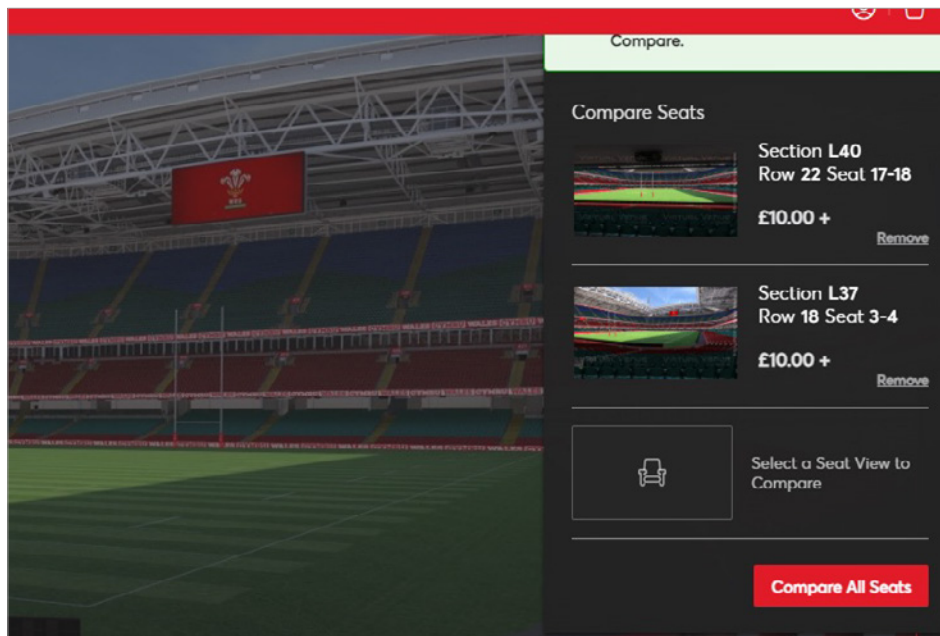 Compare.
Compare Seats
Section L40
Row 22 Seat 17-18
£10.00 +
Remove
Section L37
Row 18 Seat 3-4
£10.00 +
Remove
Select a Seat View to
Compare
Compare All Seats